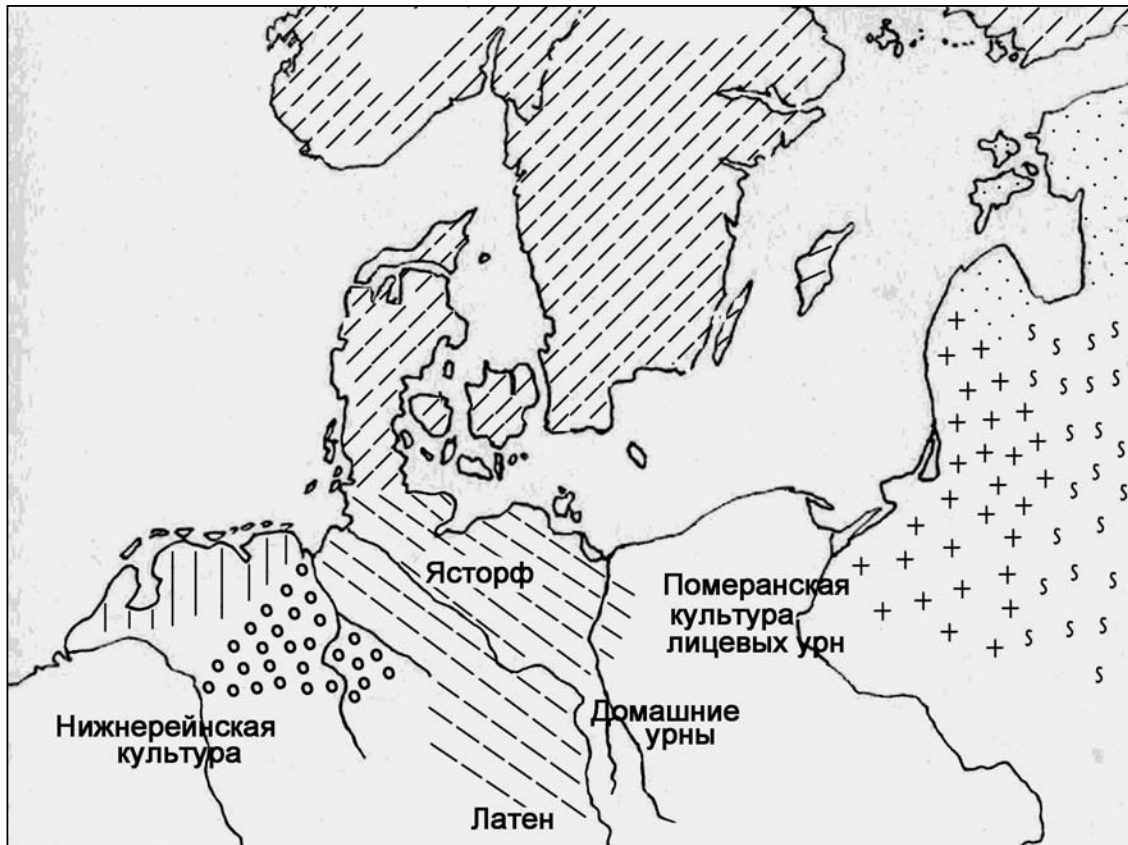 Ясторф
Померанская
культура
лицевых урн
Домашние
урны
Нижнерейнская
культура
Латен